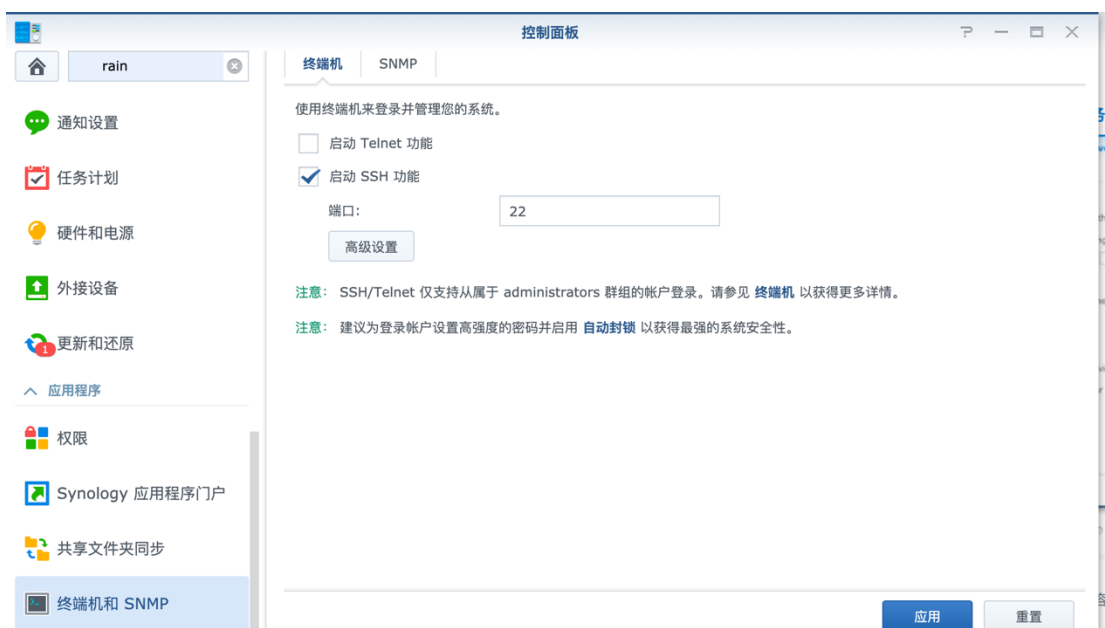 控制面板
rain
通知设置
任务计划
硬件和电源
外接设备
1
更新和还原
应用程序
权限
Synology 应用程序门户
共享文件夹同步
终端机和 SNMP
终端机 SNMP
使用终端机来登录并管理您的系统。
启动 Telnet 功能
启动 SSH 功能
端口: 22
高级设置
注意: SSH/Telnet 仅支持从属于 administrators 群组的帐户登录。请参见 终端机 以获得更多详情。
注意: 建议为登录帐户设置高强度的密码并启用 自动封锁 以获得最强的系统安全性。
应用 重置